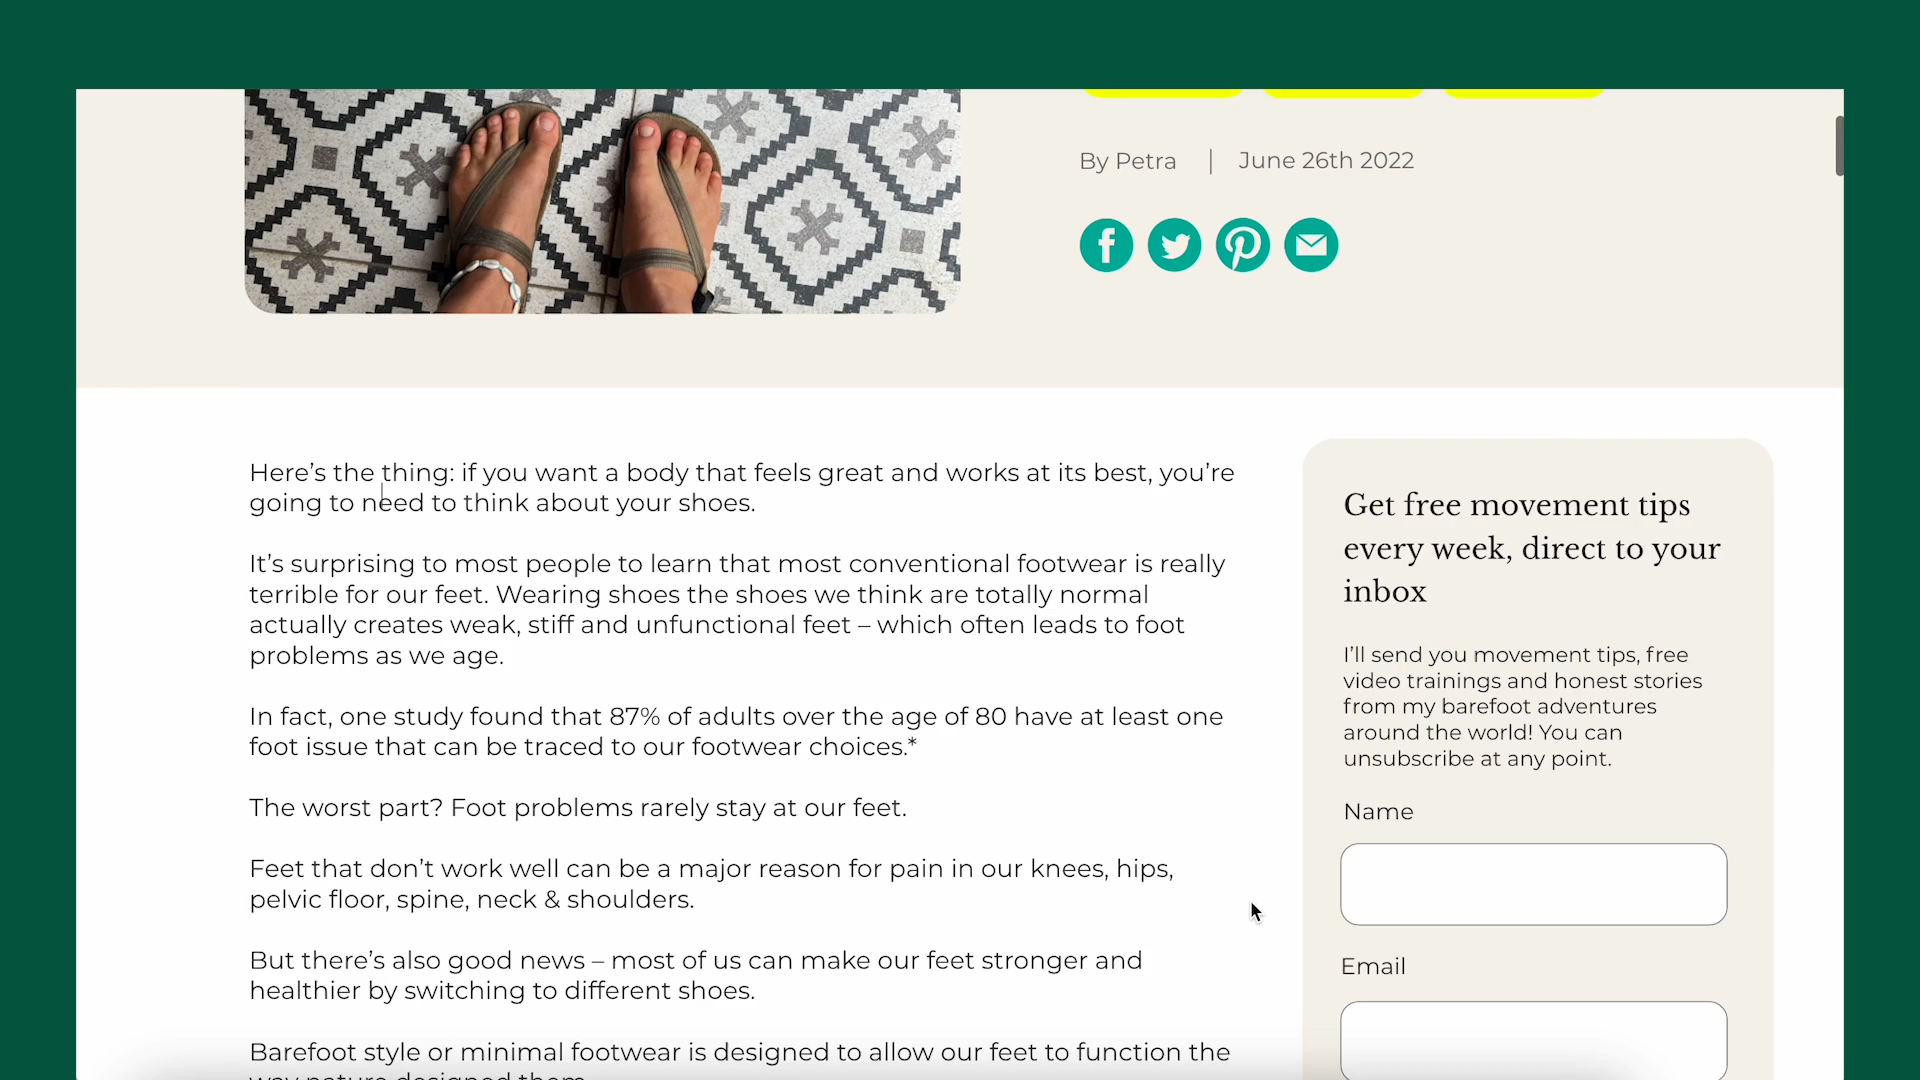 By Petra | June 26th 2022
Here’s the thing: if you want a body that feels great and works at its best, you’re
going to need to think about your shoes.
It’s surprising to most people to learn that most conventional footwear is really
terrible for our feet. Wearing shoes the shoes we think are totally normal
actually creates weak, stiff and unfunctional feet – which often leads to foot
problems as we age.
In fact, one study found that 87% of adults over the age of 80 have at least one
foot issue that can be traced to our footwear choices.*
The worst part? Foot problems rarely stay at our feet.
Feet that don’t work well can be a major reason for pain in our knees, hips,
pelvic floor, spine, neck & shoulders.
But there’s also good news – most of us can make our feet stronger and
healthier by switching to different shoes.
Barefoot style or minimal footwear is designed to allow our feet to function the
way nature designed them
Get free movement tips
every week, direct to your
inbox
I’ll send you movement tips, free
video trainings and honest stories
from my barefoot adventures
around the world! You can
unsubscribe at any point.
Name
Email